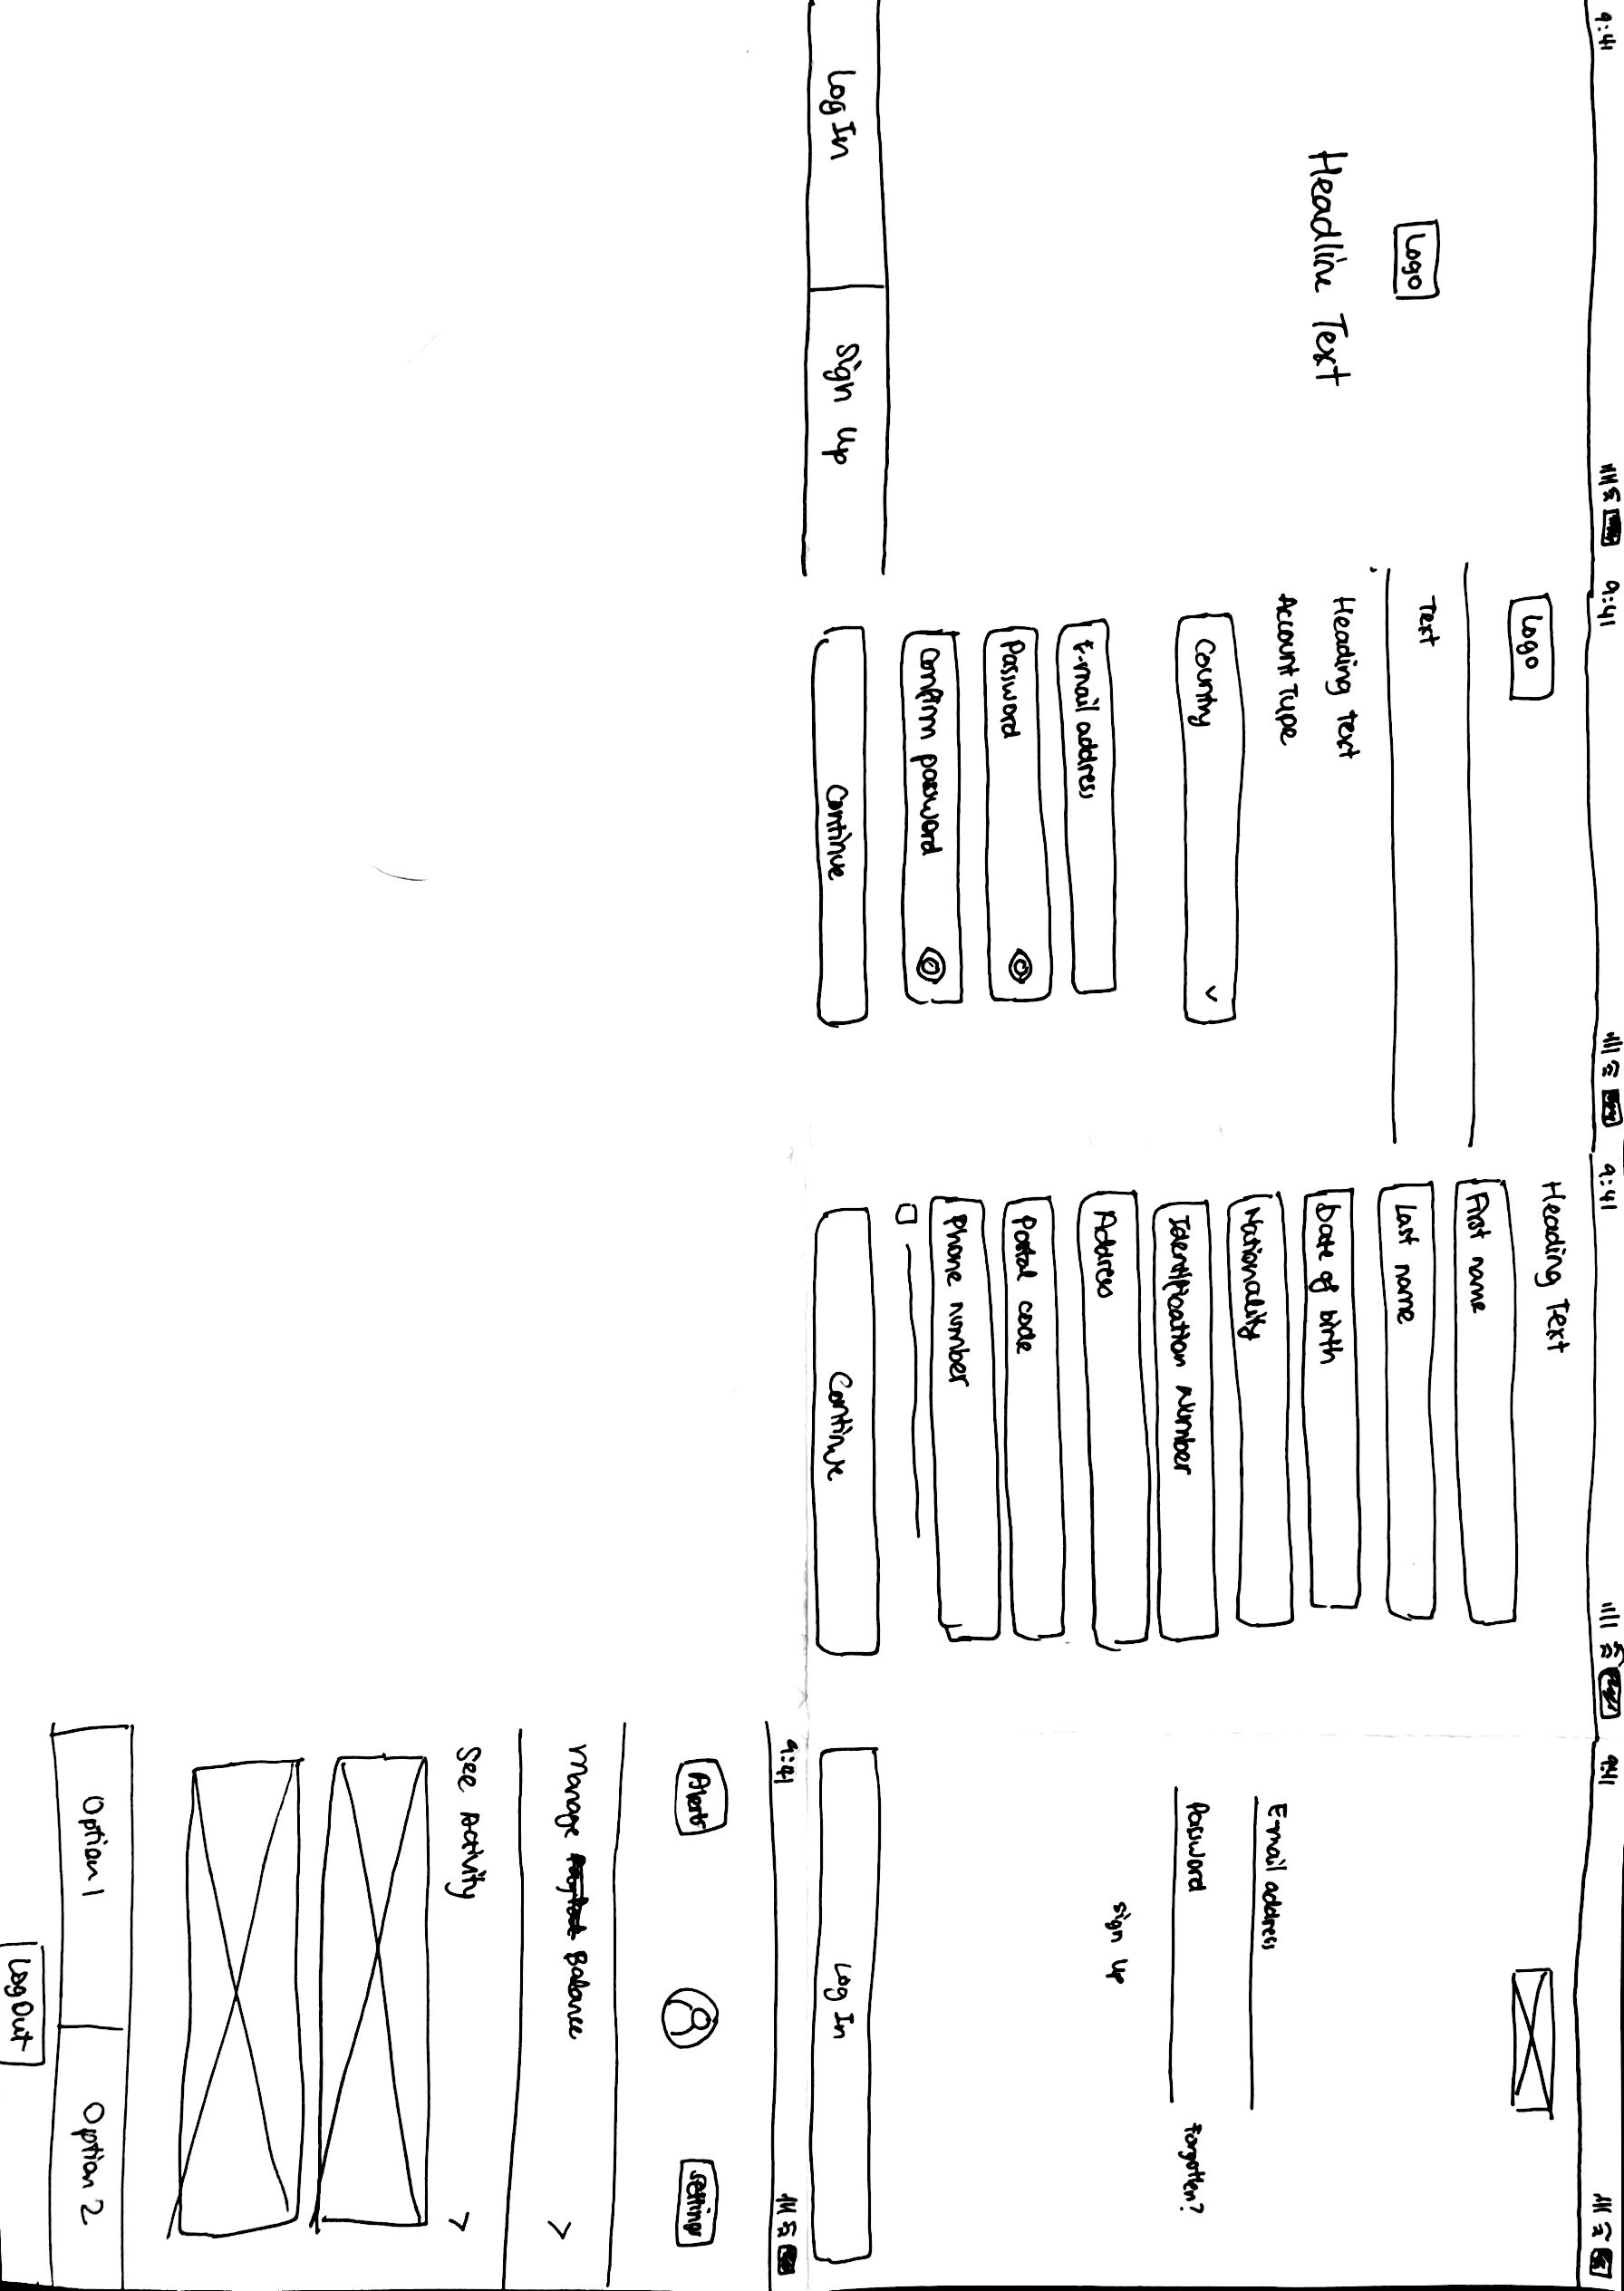 9:41
Logo
Headline Text
Log In
Sign Up
9:41
Logo
Text
Heading text
Account Type
Country
E-mail address
Password
Confirm password
Continue
9:41
Heading Text
First name
Last name
Date of birth
Nationality
Identification Number
Address
Postal code
Phone number
Continue
9:41
E-mail address
Password
Forgotten?
sign up
Log In
9:41
Alerts
Settings
Manage Balance
See Activity
Option 1
Option 2
Log Out